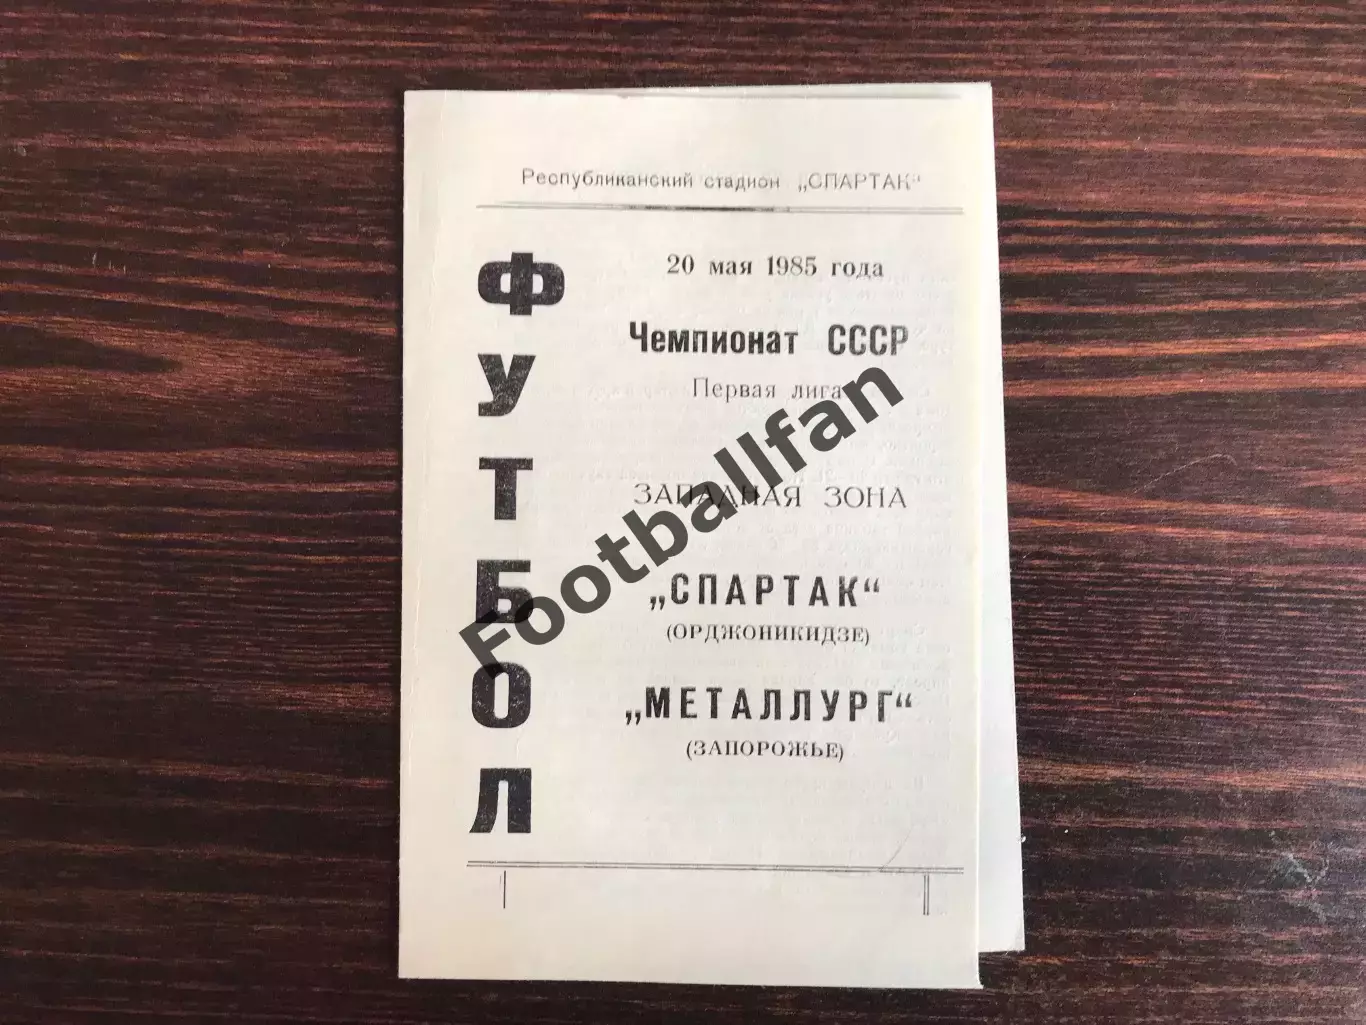 Республиканский стадион „СПАРТАК“
ФУТБОЛ
20 мая 1985 года
Чемпионат СССР
Первая лига
ЗАПАДНАЯ ЗОНА
„СПАРТАК“
(ОРДЖОНИКИДЗЕ)
„МЕТАЛЛУРГ“
(ЗАПОРОЖЬЕ)
Footballfan